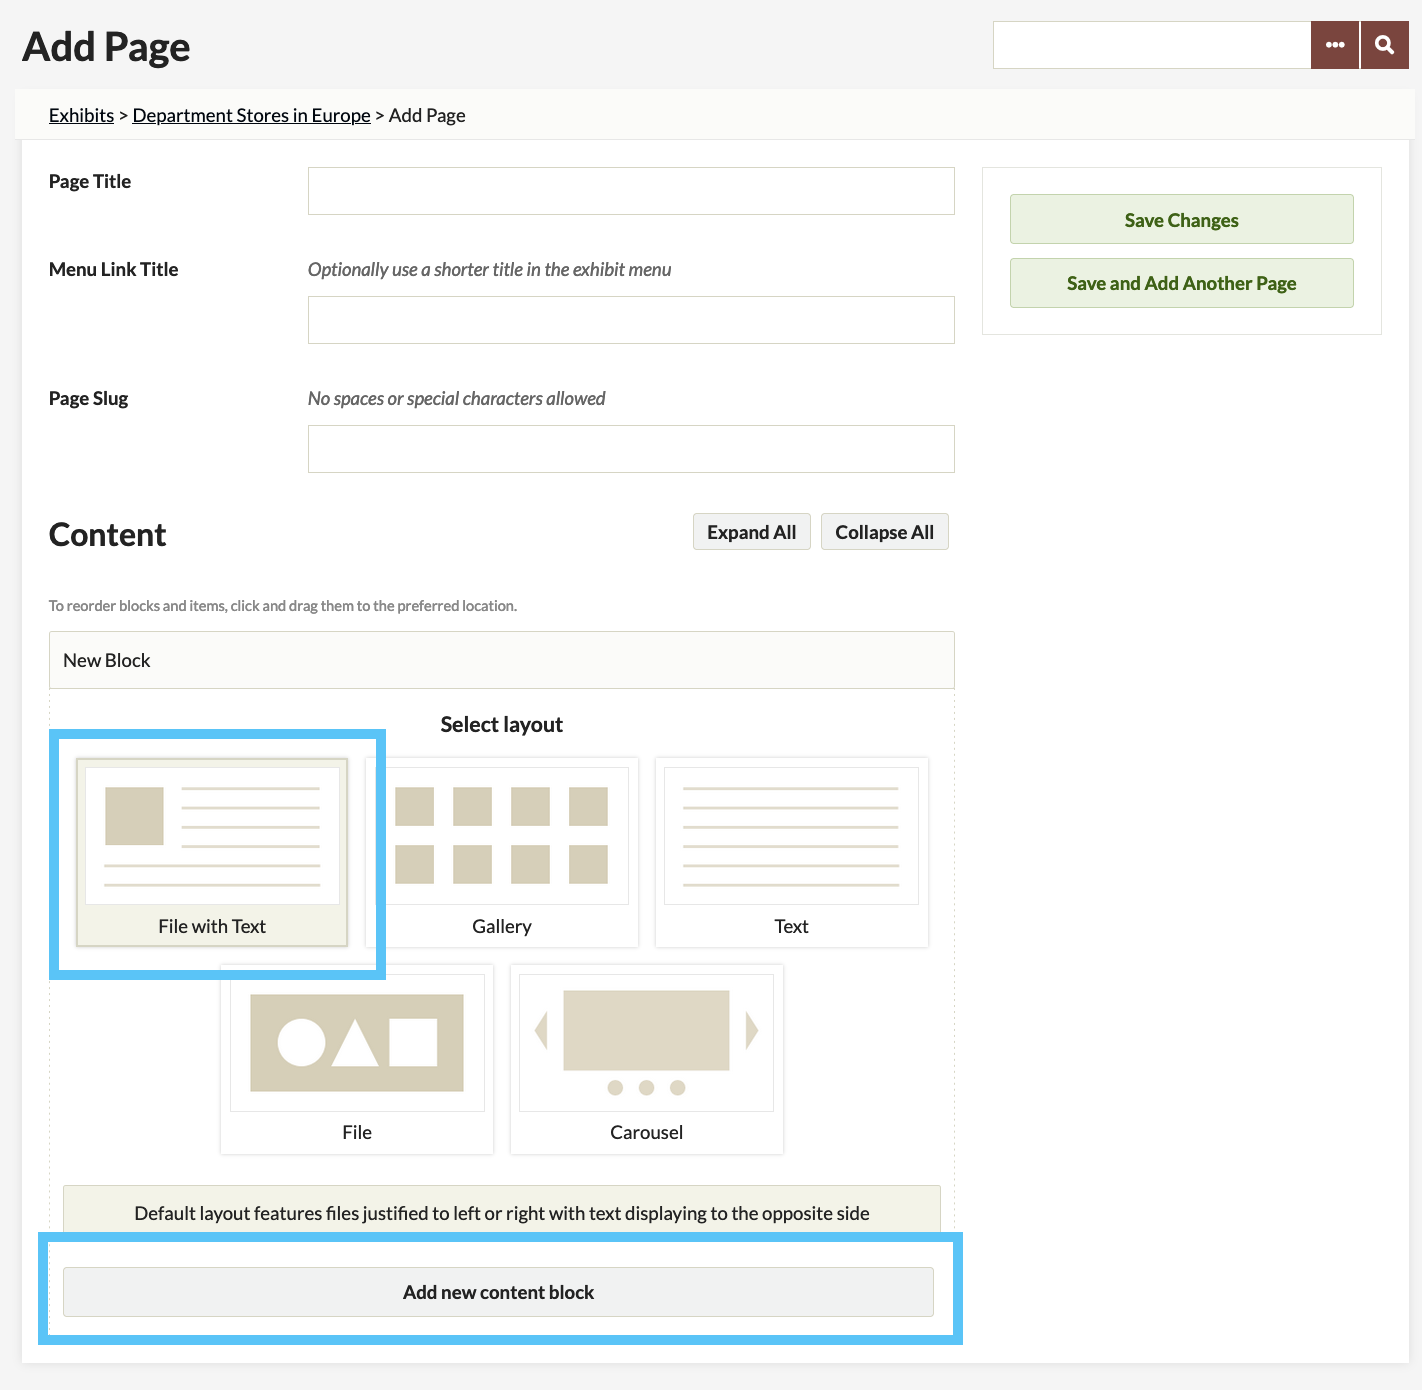 Add Page
Exhibits > Department Stores in Europe > Add Page
Page Title
Save Changes
Save and Add Another Page
Menu Link Title
Optionally use a shorter title in the exhibit menu
Page Slug
No spaces or special characters allowed
Content
Expand All
Collapse All
To reorder blocks and items, click and drag them to the preferred location.
New Block
Select layout
File with Text
Gallery
Text
File
Carousel
Default layout features files justified to left or right with text displaying to the opposite side
Add new content block